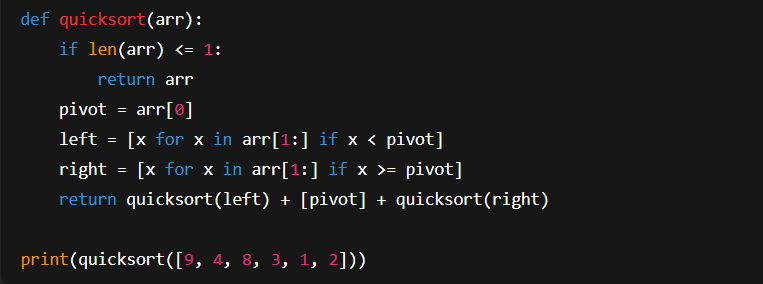 def quicksort(arr):
    if len(arr) <= 1:
        return arr
    pivot = arr[0]
    left = [x for x in arr[1:] if x < pivot]
    right = [x for x in arr[1:] if x >= pivot]
    return quicksort(left) + [pivot] + quicksort(right)

print(quicksort([9, 4, 8, 3, 1, 2]))